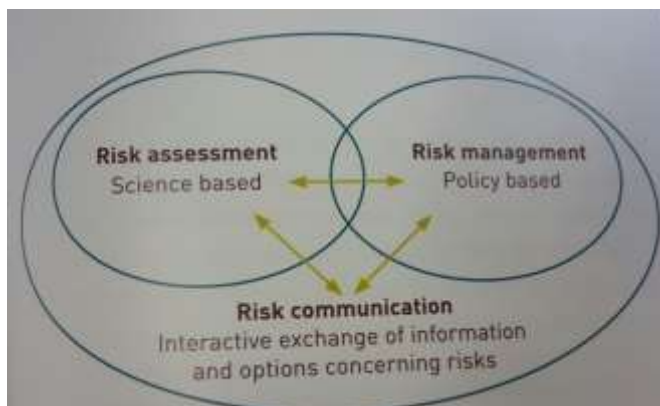 Risk assessment
Science based
Risk management
Policy based
Risk communication
Interactive exchange of information
and options concerning risks